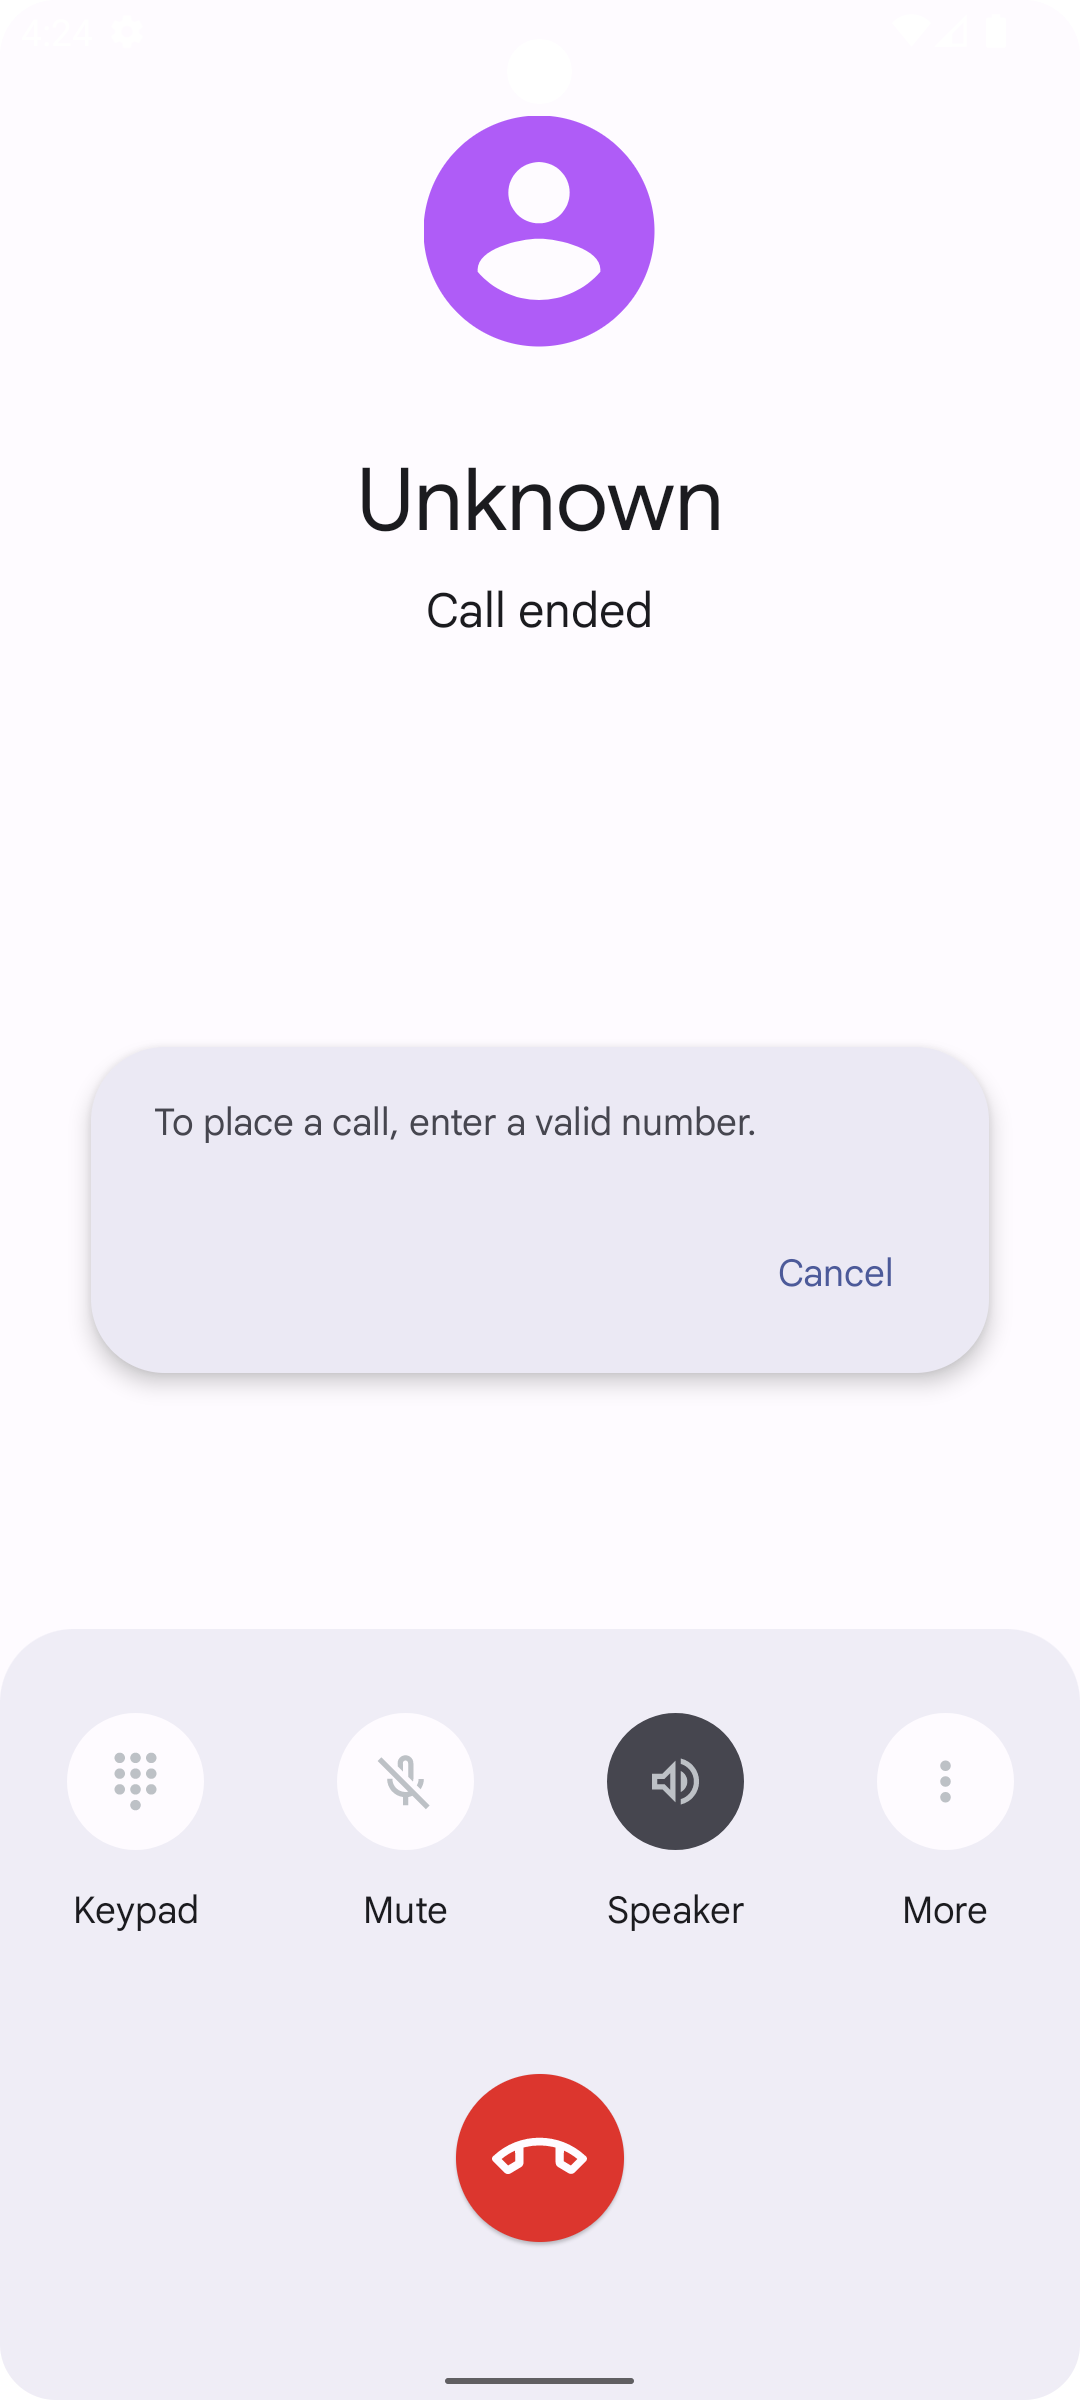 4:24
Unknown
Call ended
To place a call, enter a valid number.
Cancel
Keypad
Mute
Speaker
More